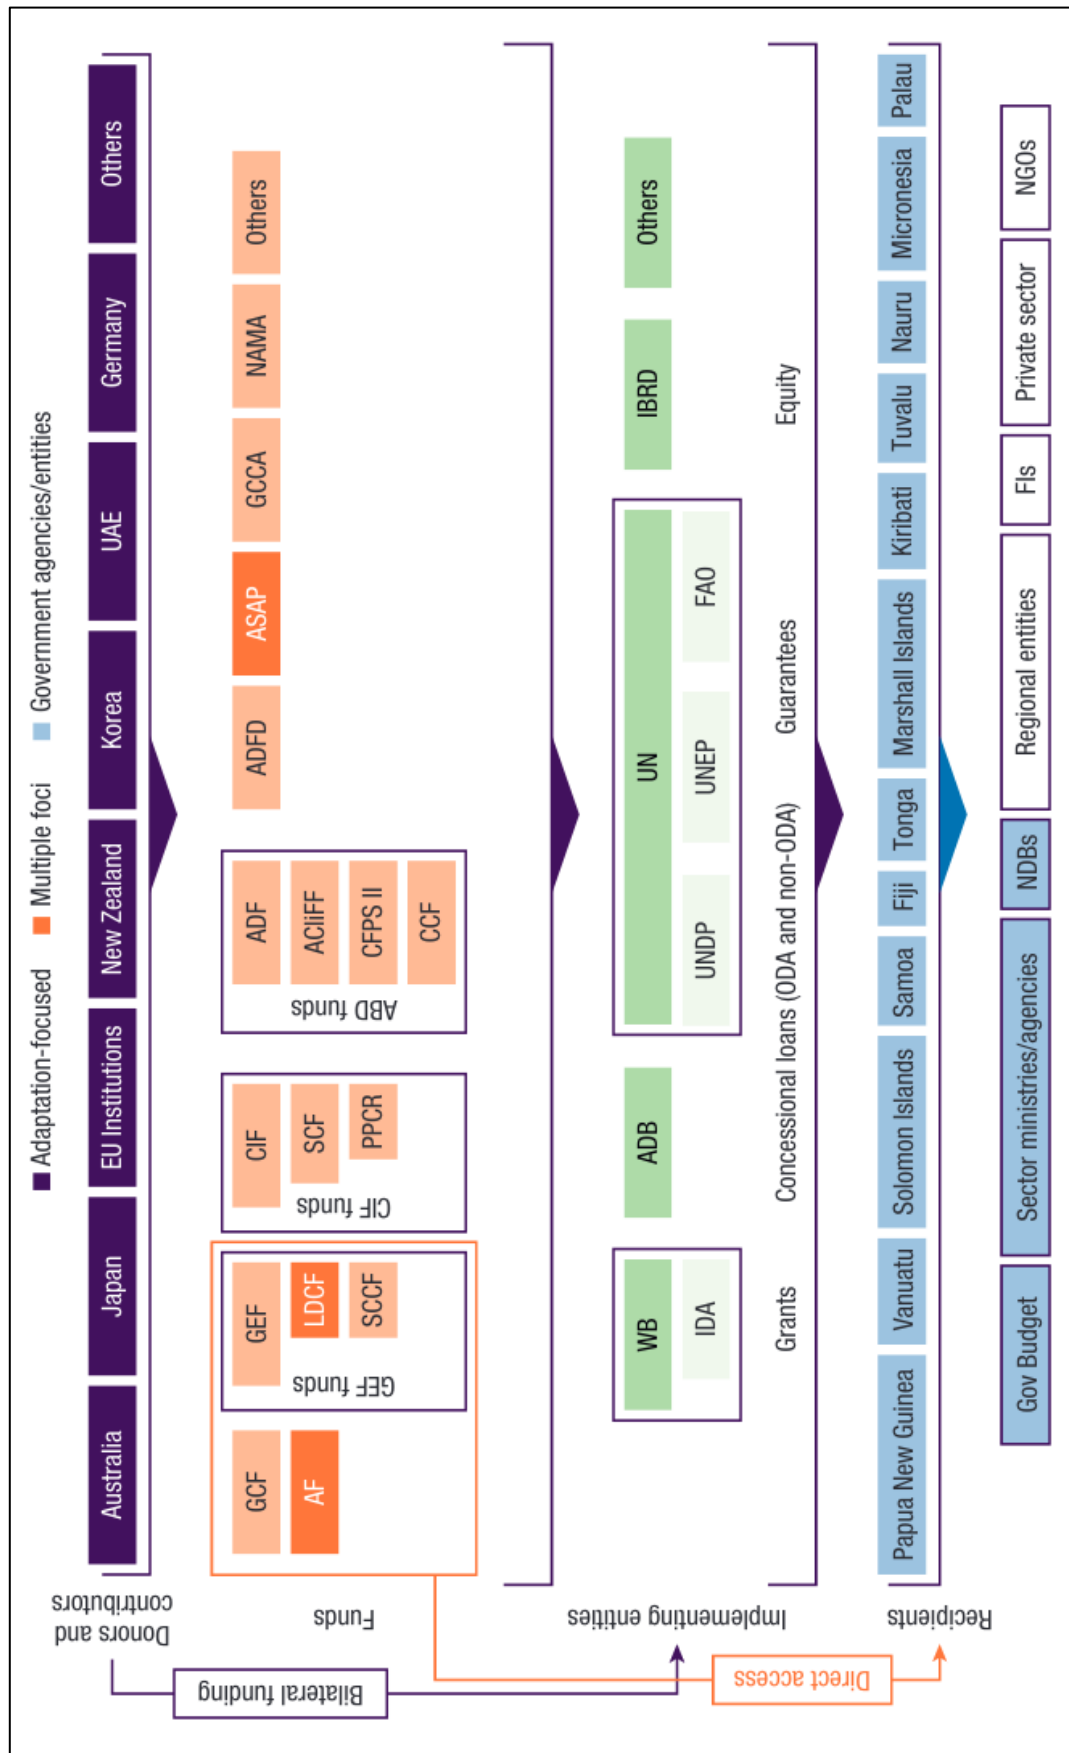 Adaptation-focused
Multiple foci
Government agencies/entities
Donors and
contributors
Australia
Japan
EU Institutions
New Zealand
Korea
UAE
Germany
Others
Bilateral funding
Funds
GCF
AF
GEF funds
GEF
LDCF
SCCF
CIF funds
CIF
SCF
PPCR
ABD funds
ADF
ACliFF
CFPS II
CCF
ADFD
ASAP
GCCA
NAMA
Others
Implementing entities
WB
IDA
ADB
UN
UNDP
UNEP
FAO
IBRD
Others
Grants
Concessional loans (ODA and non-ODA)
Guarantees
Equity
Direct access
Recipients
Papua New Guinea
Vanuatu
Solomon Islands
Samoa
Fiji
Tonga
Marshall Islands
Kiribati
Tuvalu
Nauru
Micronesia
Palau
Gov Budget
Sector ministries/agencies
NDBs
Regional entities
FIs
Private sector
NGOs